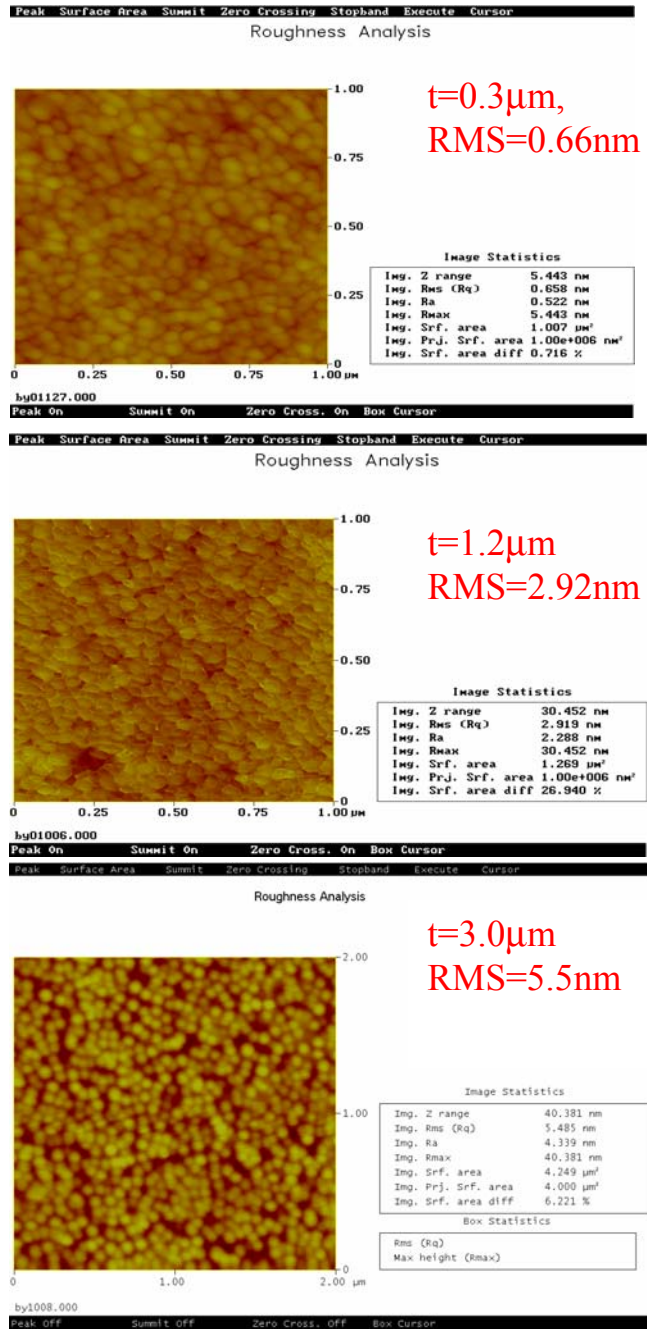 Peak Surface Area Summit Zero Crossing Stopband Execute Cursor
Roughness Analysis
t=0.3μm,
RMS=0.66nm
1.00
0.75
0.50
0.25
0
0 0.25 0.50 0.75 1.00 μm
Image Statistics
Img. Z range 5.443 nm
Img. Rms (Rq) 0.658 nm
Img. Ra 0.522 nm
Img. Rmax 5.443 nm
Img. Srf. area 1.007 μm²
Img. Prj. Srf. area 1.00e+006 nm²
Img. Srf. area diff 0.716 %
by01127.000
Peak On Summit On Zero Cross. On Box Cursor
Peak Surface Area Summit Zero Crossing Stopband Execute Cursor
Roughness Analysis
t=1.2μm
RMS=2.92nm
1.00
0.75
0.50
0.25
0
0 0.25 0.50 0.75 1.00 μm
Image Statistics
Img. Z range 30.452 nm
Img. Rms (Rq) 2.919 nm
Img. Ra 2.288 nm
Img. Rmax 30.452 nm
Img. Srf. area 1.269 μm²
Img. Prj. Srf. area 1.00e+006 nm²
Img. Srf. area diff 26.940 %
by01006.000
Peak On Summit On Zero Cross. On Box Cursor
Peak Surface Area Summit Zero Crossing Stopband Execute Cursor
Roughness Analysis
t=3.0μm
RMS=5.5nm
2.00
1.00
0
0 1.00 2.00 μm
Image Statistics
Img. Z range 40.381 nm
Img. Rms (Rq) 5.485 nm
Img. Ra 4.339 nm
Img. Rmax 40.381 nm
Img. Srf. area 4.249 μm²
Img. Prj. Srf. area 4.000 μm²
Img. Srf. area diff 6.221 %
Box Statistics
Rms (Rq)
Max height (Rmax)
by1008.000
Peak Off Summit Off Zero Cross. Off Box Cursor